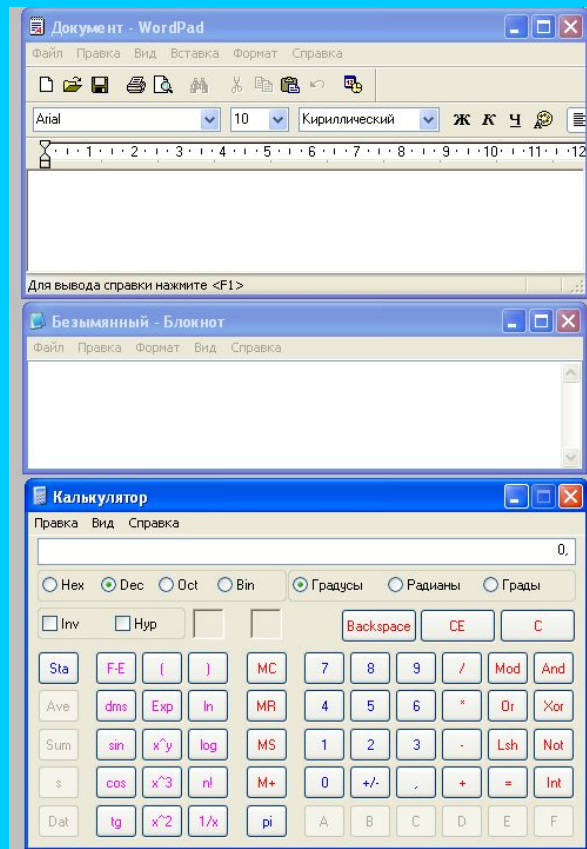 Документ - WordPad
Файл Правка Вид Вставка Формат Справка
Arial 10 Кириллический Ж К Ч
1 2 3 4 5 6 7 8 9 10 11 12
Для вывода справки нажмите <F1>
Безымянный - Блокнот
Файл Правка Формат Вид Справка
Калькулятор
Правка Вид Справка
0,
Hex Dec Oct Bin Градусы Радианы Грады
Inv Hyp Backspace CE C
Sta F-E ( ) MC 7 8 9 / Mod And
Ave dms Exp ln MR 4 5 6 * Or Xor
Sum sin x^y log MS 1 2 3 - Lsh Not
s cos x^3 n! M+ 0 +/- , + = Int
Dat tg x^2 1/x pi A B C D E F